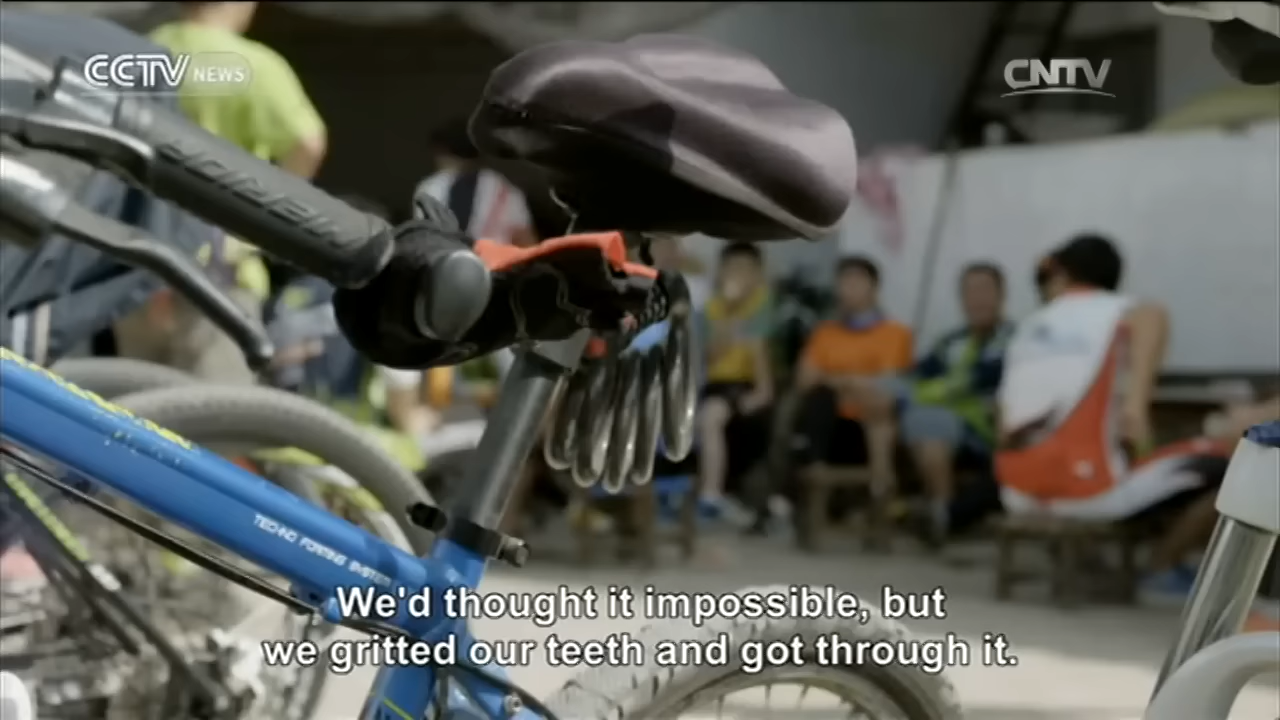 CCTV NEWS
CNTV
MERIDA
TECHNO FORMING SYSTEM
We'd thought it impossible, but
we gritted our teeth and got through it.